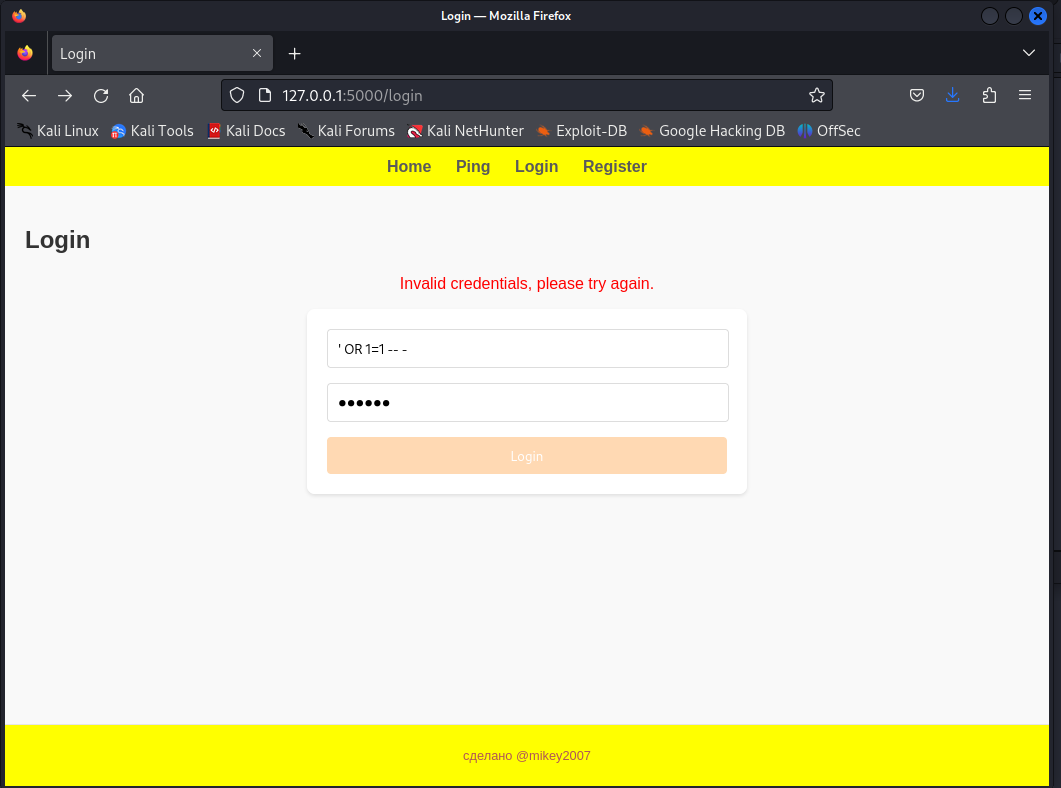 Login — Mozilla Firefox
Login
127.0.0.1:5000/login
Kali Linux Kali Tools Kali Docs Kali Forums Kali NetHunter Exploit-DB Google Hacking DB OffSec
Home Ping Login Register
Login
Invalid credentials, please try again.
' OR 1=1 -- -
••••••
Login
сделано @mikey2007